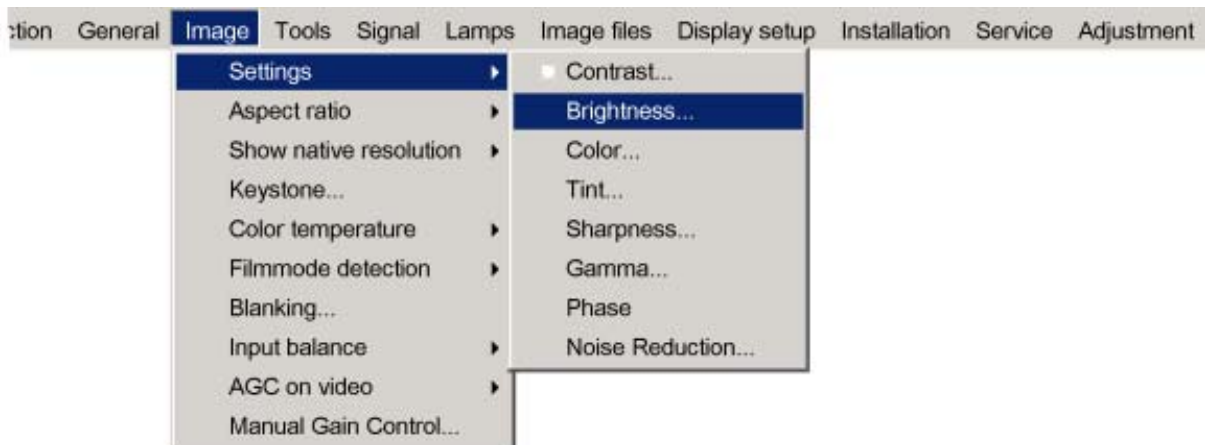 ction General Image Tools Signal Lamps Image files Display setup Installation Service Adjustment
Settings
Aspect ratio
Show native resolution
Keystone...
Color temperature
Filmmode detection
Blanking...
Input balance
AGC on video
Manual Gain Control...
Contrast...
Brightness...
Color...
Tint...
Sharpness...
Gamma...
Phase
Noise Reduction...